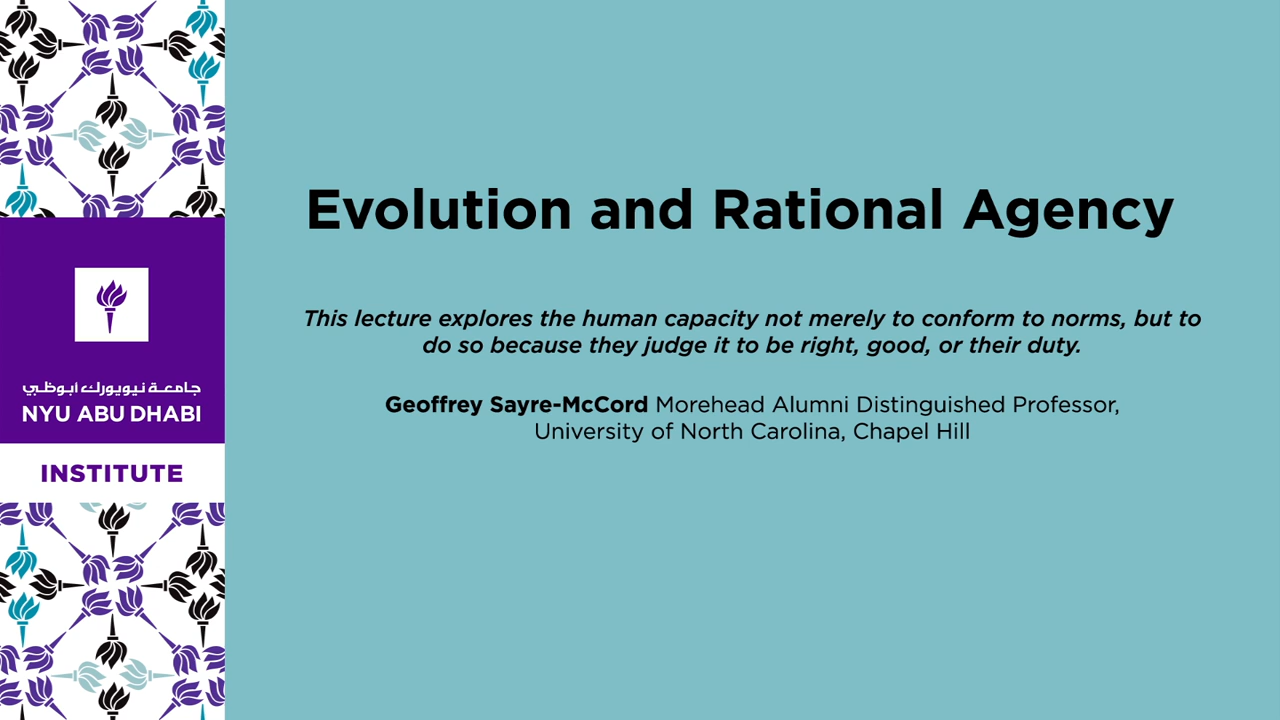 Evolution and Rational Agency
This lecture explores the human capacity not merely to conform to norms, but to
do so because they judge it to be right, good, or their duty.
Geoffrey Sayre-McCord Morehead Alumni Distinguished Professor,
University of North Carolina, Chapel Hill
جامعة نيويورك أبوظبي
NYU ABU DHABI
INSTITUTE